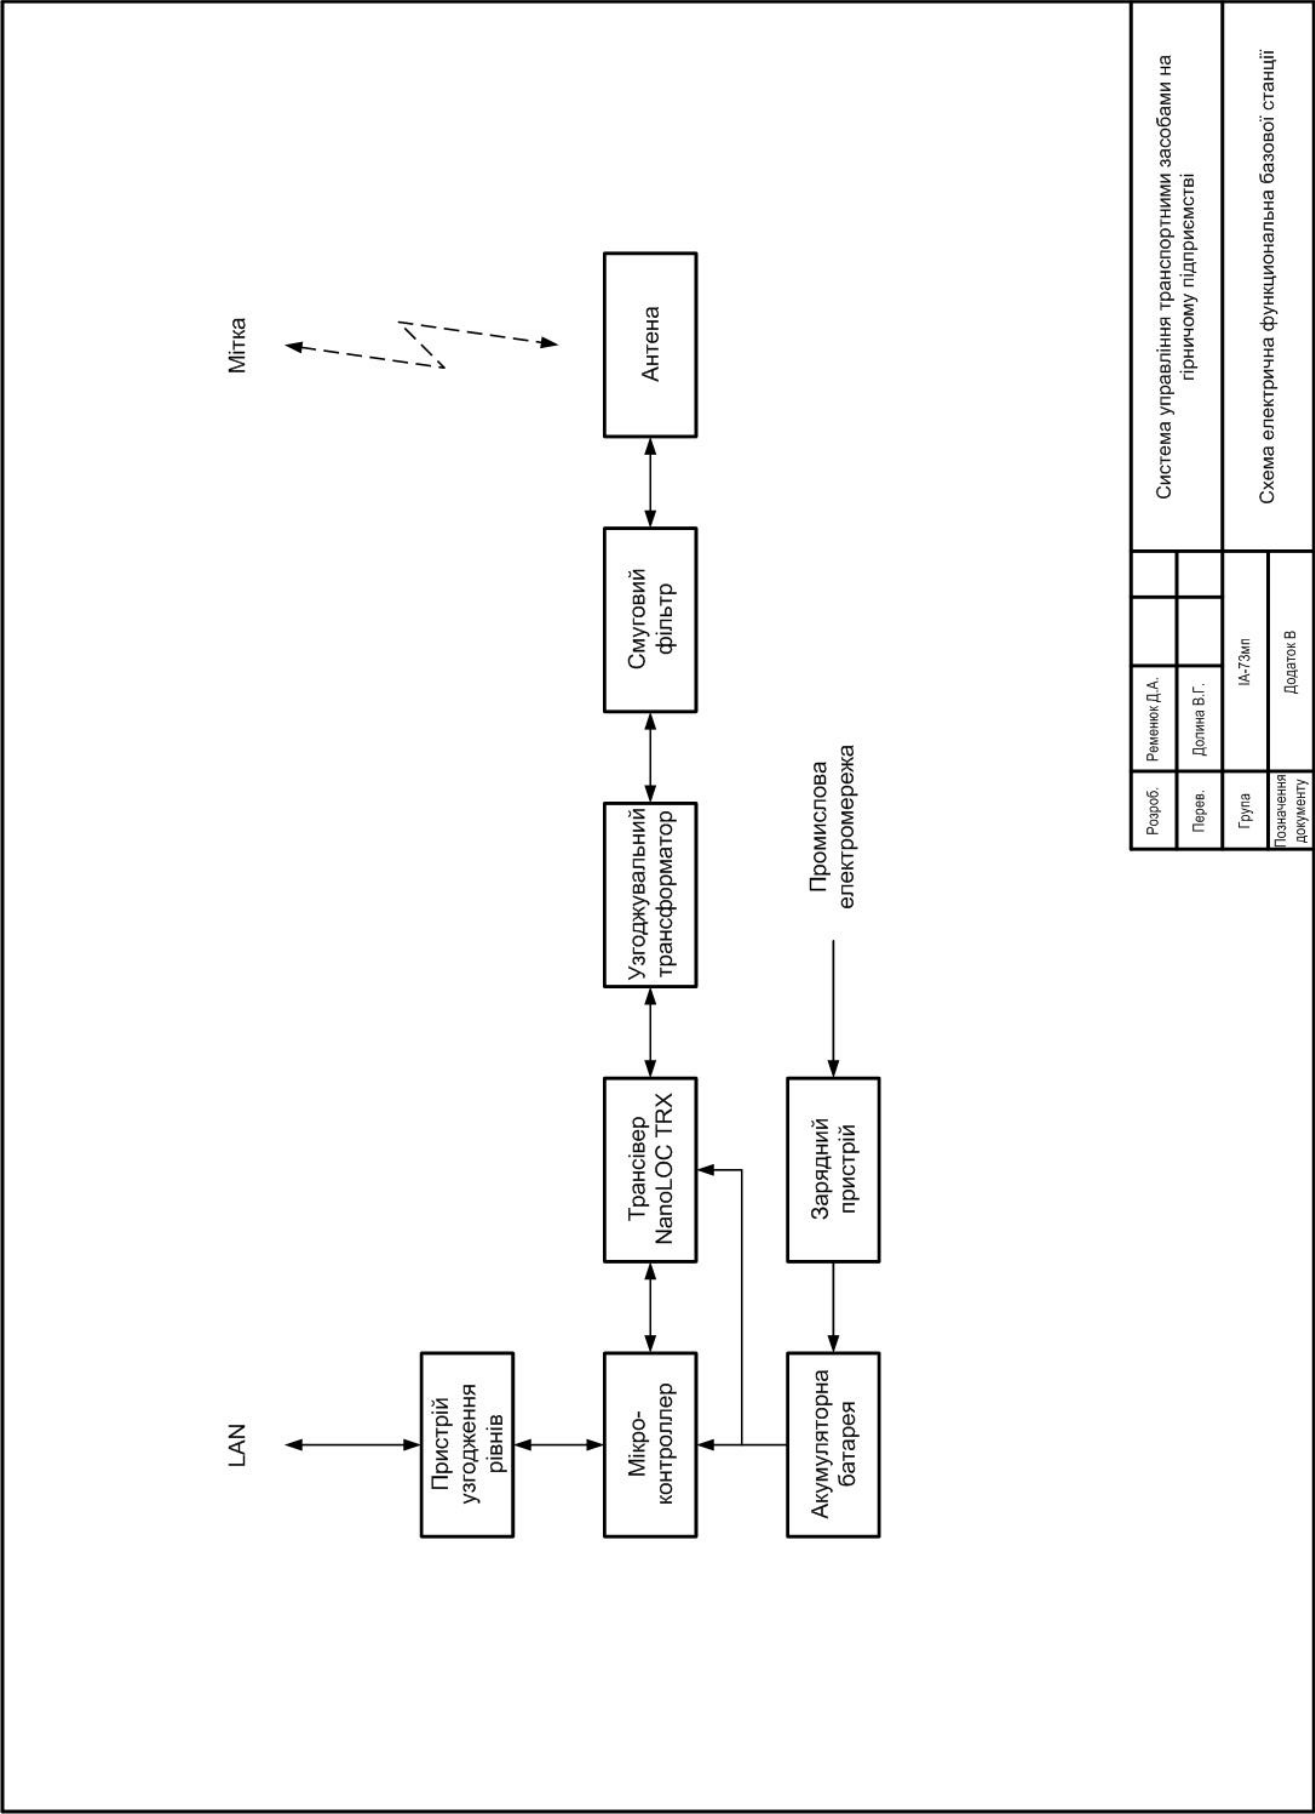 LAN
Мітка
Пристрій
узгодження
рівнів
Мікро-
контроллер
Трансівер
NanoLOC TRX
Узгоджувальний
трансформатор
Смуговий
фільтр
Антена
Акумуляторна
батарея
Зарядний
пристрій
Промислова
електромережа
Розроб.
Ременюк Д.А.
Система управління транспортними засобами на
гірничому підприємстві
Перев.
Долина В.Г.
Група
ІА-73мп
Схема електрична функціональна базової станції
Позначення
документу
Додаток В